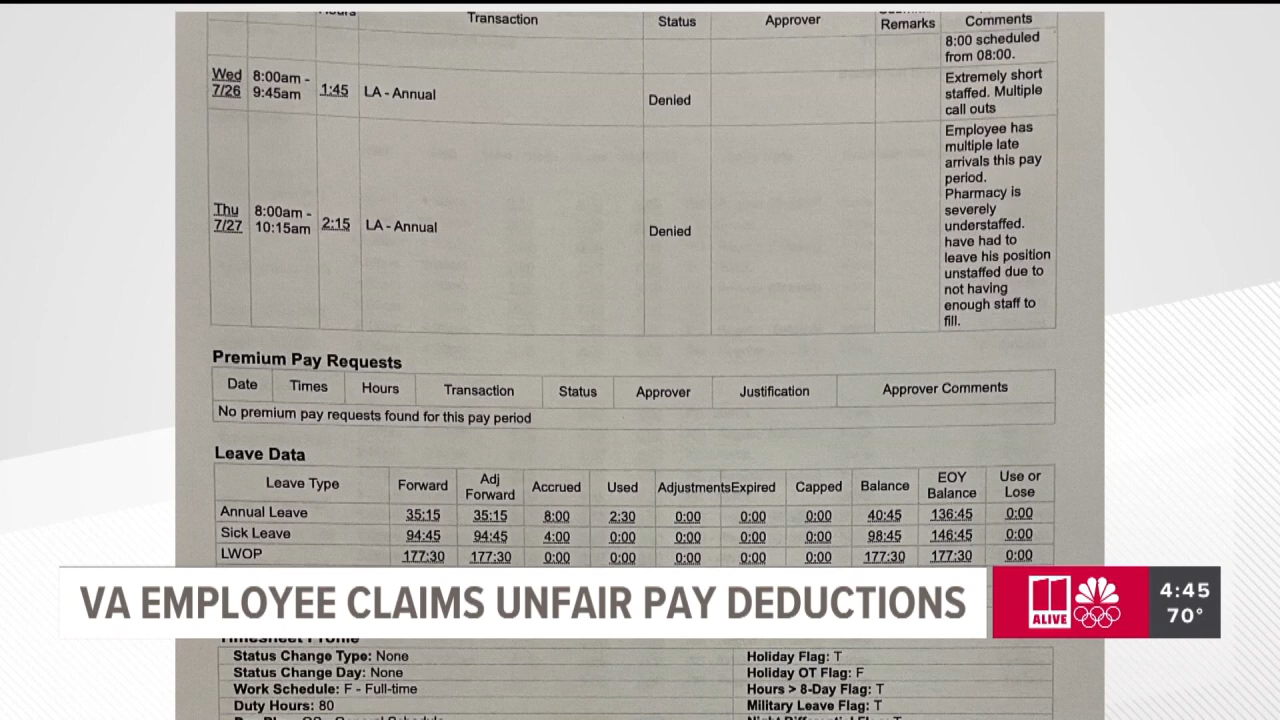 Hours Transaction Status Approver Remarks Comments
8:00 scheduled
from 08:00.
Wed
7/26
8:00am -
9:45am
1:45
LA - Annual
Denied
Extremely short
staffed. Multiple
call outs
Thu
7/27
8:00am -
10:15am
2:15
LA - Annual
Denied
Employee has
multiple late
arrivals this pay
period.
Pharmacy is
severely
understaffed.
have had to
leave his position
unstaffed due to
not having
enough staff to
fill.
Premium Pay Requests
Date Times Hours Transaction Status Approver Justification Approver Comments
No premium pay requests found for this pay period
Leave Data
Leave Type Forward Adj Forward Accrued Used Adjustments Expired Capped Balance EOY Balance Use or Lose
Annual Leave 35:15 35:15 8:00 2:30 0:00 0:00 0:00 40:45 136:45 0:00
Sick Leave 94:45 94:45 4:00 0:00 0:00 0:00 0:00 98:45 146:45 0:00
LWOP 177:30 177:30 0:00 0:00 0:00 0:00 0:00 177:30 177:30 0:00
VA EMPLOYEE CLAIMS UNFAIR PAY DEDUCTIONS
11
ALIVE
4:45
70°
Timesheet Profile
Status Change Type: None
Status Change Day: None
Work Schedule: F - Full-time
Duty Hours: 80
Holiday Flag: T
Holiday OT Flag: F
Hours > 8-Day Flag: T
Military Leave Flag: T